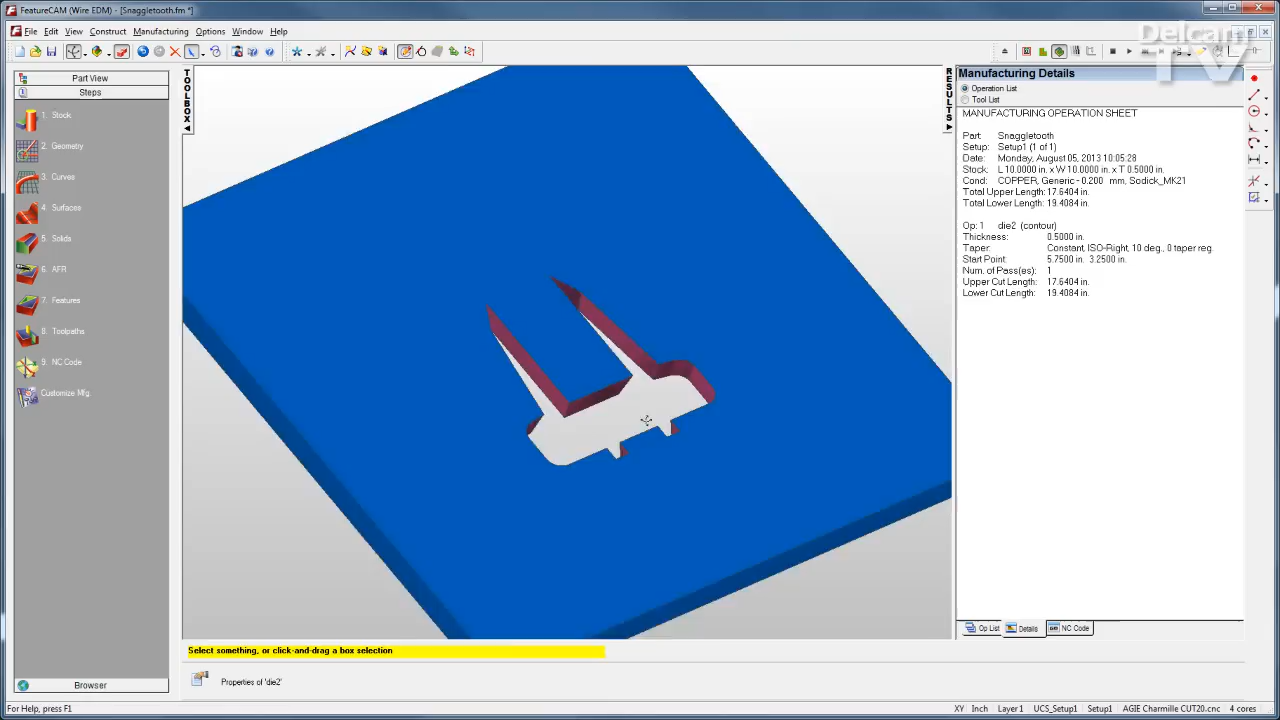 FeatureCAM (Wire EDM) - [Snaggletooth.fm *]
File Edit View Construct Manufacturing Options Window Help
Delcam
TV
Part View
Steps
1. Stock
2. Geometry
3. Curves
4. Surfaces
5. Solids
6. AFR
7. Features
8. Toolpaths
9. NC Code
Customize Mfg.
Browser
TOOLBOX
RESULTS
Manufacturing Details
Operation List
Tool List
MANUFACTURING OPERATION SHEET
Part: Snaggletooth
Setup: Setup1 (1 of 1)
Date: Monday, August 05, 2013 10:05:28
Stock: L 10.0000 in. x W 10.0000 in. x T 0.5000 in.
Cond: COPPER, Generic - 0.200 mm, Sodick_MK21
Total Upper Length: 17.6404 in.
Total Lower Length: 19.4084 in.
Op: 1 die2 (contour)
Thickness: 0.5000 in.
Taper: Constant, ISO-Right, 10 deg., 0 taper reg.
Start Point: 5.7500 in. 3.2500 in.
Num. of Pass(es): 1
Upper Cut Length: 17.6404 in.
Lower Cut Length: 19.4084 in.
Op List Details NC Code
Select something, or click-and-drag a box selection
Properties of 'die2'
For Help, press F1
XY Inch Layer1 UCS_Setup1 Setup1 AGIE Charmille CUT20.cnc 4 cores